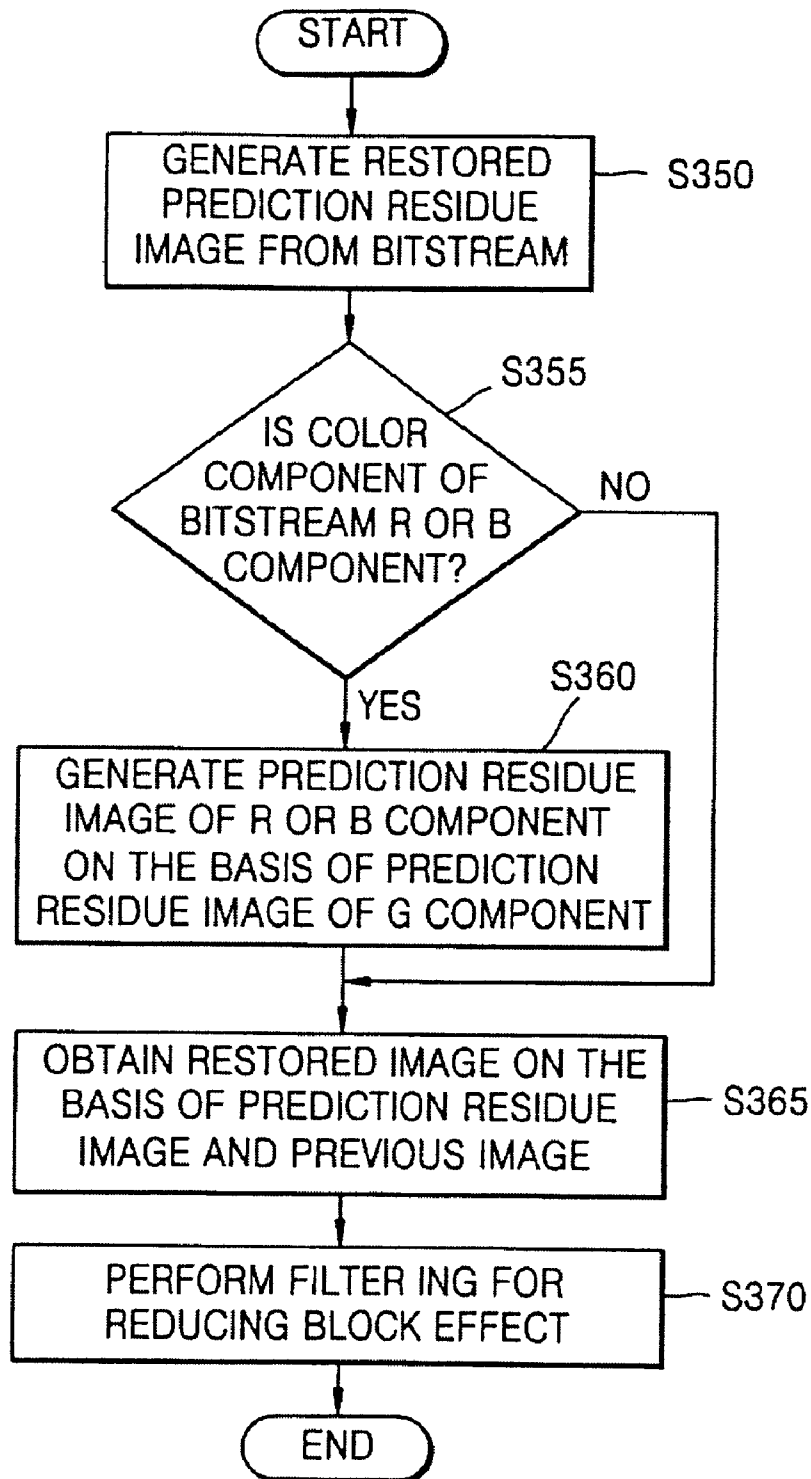 START
GENERATE RESTORED
PREDICTION RESIDUE
IMAGE FROM BITSTREAM
S350
S355
IS COLOR
COMPONENT OF
BITSTREAM R OR B
COMPONENT?
NO
YES
S360
GENERATE PREDICTION RESIDUE
IMAGE OF R OR B COMPONENT
ON THE BASIS OF PREDICTION
RESIDUE IMAGE OF G COMPONENT
OBTAIN RESTORED IMAGE ON THE
BASIS OF PREDICTION RESIDUE
IMAGE AND PREVIOUS IMAGE
S365
PERFORM FILTER ING FOR
REDUCING BLOCK EFFECT
S370
END